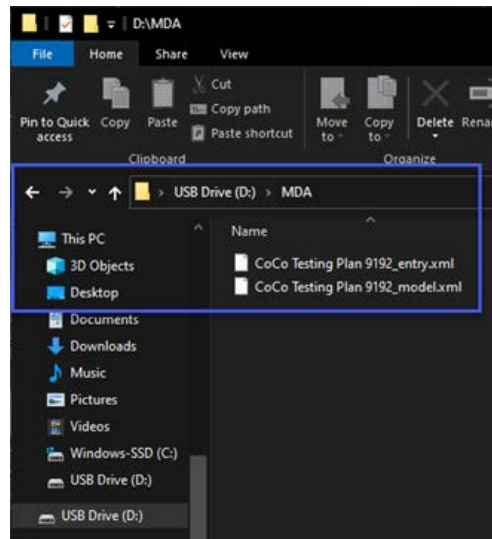 D:\MDA
File Home Share View
Pin to Quick access
Copy
Paste
Cut
Copy path
Paste shortcut
Move to
Copy to
Delete
Clipboard
Organize
USB Drive (D:) > MDA
This PC
3D Objects
Desktop
Documents
Downloads
Music
Pictures
Videos
Windows-SSD (C:)
USB Drive (D:)
USB Drive (D:)
Name
CoCo Testing Plan 9192_entry.xml
CoCo Testing Plan 9192_model.xml